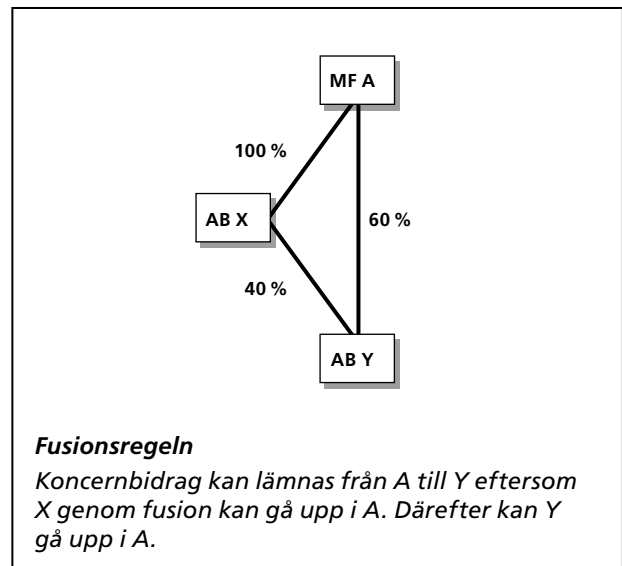 MF A
100 %
AB X
60 %
40 %
AB Y
Fusionsregeln
Koncernbidrag kan lämnas från A till Y eftersom
X genom fusion kan gå upp i A. Därefter kan Y
gå upp i A.